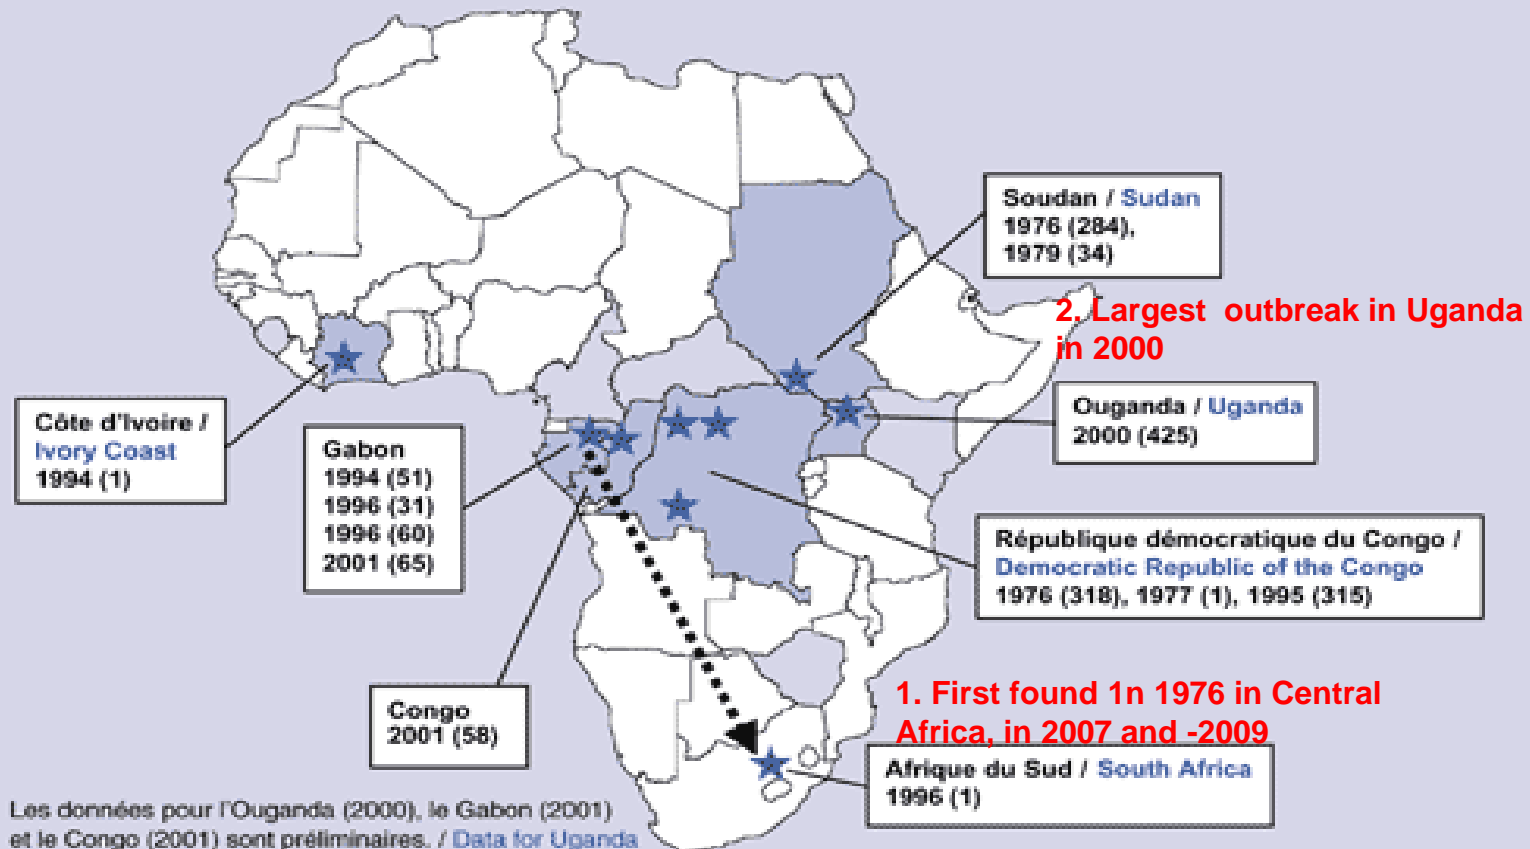 Soudan / Sudan
1976 (284),
1979 (34)
2. Largest outbreak in Uganda
in 2000
Ouganda / Uganda
2000 (425)
Côte d'Ivoire /
Ivory Coast
1994 (1)
Gabon
1994 (51)
1996 (31)
1996 (60)
2001 (65)
République démocratique du Congo /
Democratic Republic of the Congo
1976 (318), 1977 (1), 1995 (315)
Congo
2001 (58)
1. First found 1n 1976 in Central
Africa, in 2007 and -2009
Afrique du Sud / South Africa
1996 (1)
Les données pour l'Ouganda (2000), le Gabon (2001)
et le Congo (2001) sont préliminaires. / Data for Uganda